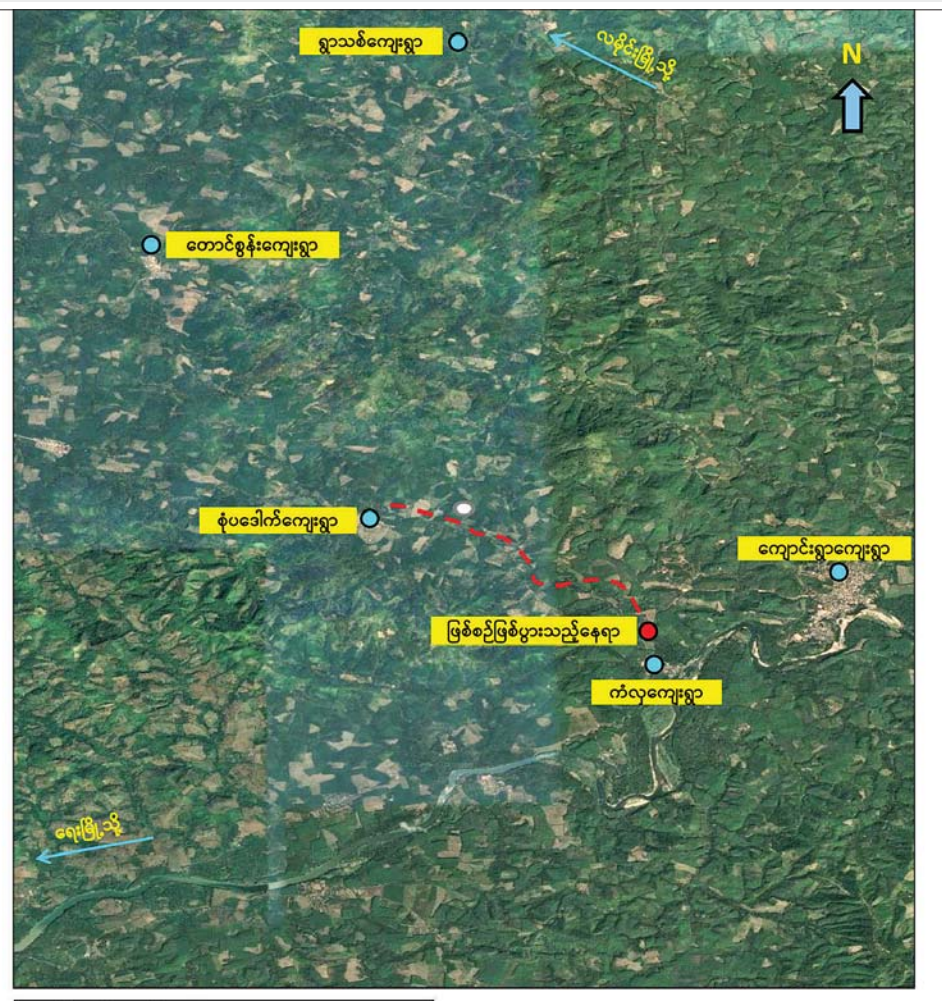 ရွာသစ်ကျေးရွာ
လမိုင်းမြို့သို့
N
တောင်စွန်းကျေးရွာ
စုံပဒေါက်ကျေးရွာ
ကျောင်းရွာကျေးရွာ
ဖြစ်စဉ်ဖြစ်ပွားသည့်နေရာ
ကံလှကျေးရွာ
ရေးမြို့သို့